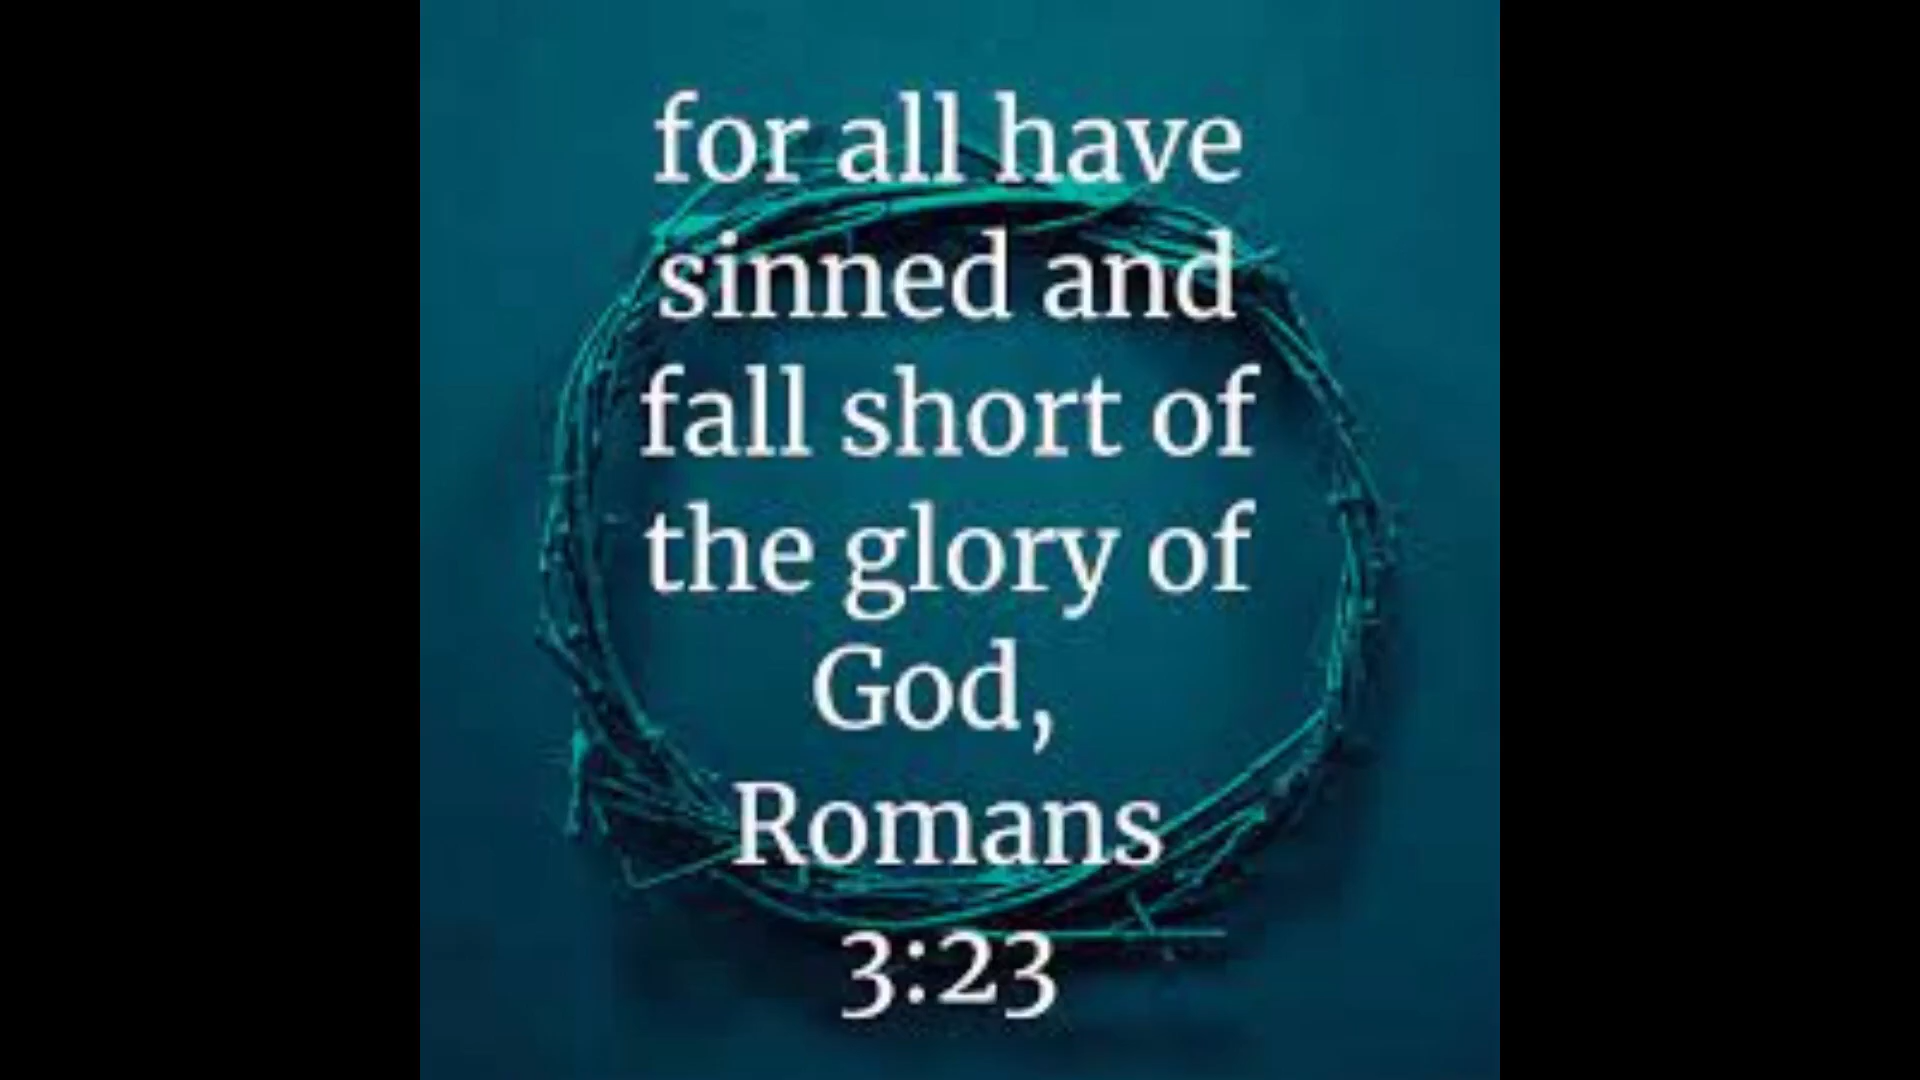 for all have
sinned and
fall short of
the glory of
God,
Romans
3:23